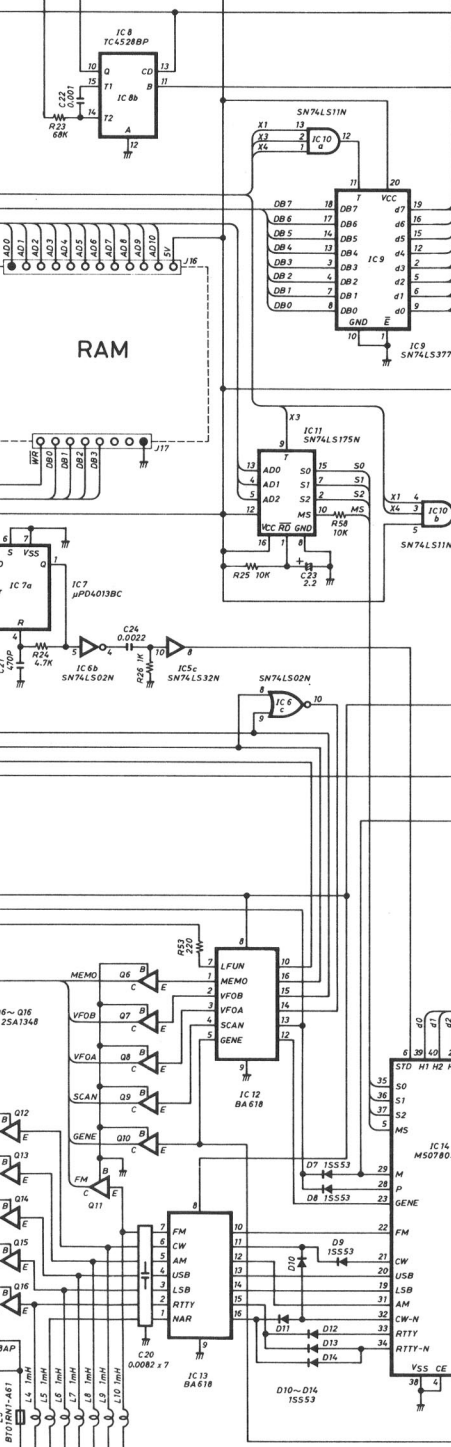 IC8
TC4528BP
10 Q CD 13
15 T1 B 11
C22
0.001
IC 8b
14 T2
R23
68K
A
12
SN74LS11N
X1 13
X3 2
X4 1
IC10
a
12
11 20
T VCC
DB7 18 DB7 d7 19
DB6 17 DB6 d6 16
DB5 14 DB5 d5 15
DB4 13 DB4 d4 12
DB3 3 DB3 d3 2
DB2 4 DB2 d2 5
DB1 7 DB1 d1 6
DB0 8 DB0 d0 9
IC9
GND E
10 1
IC9
SN74LS377
AD0 AD1 AD2 AD3 AD4 AD5 AD6 AD7 AD8 AD9 AD10 5V
J16
RAM
J17
WR DB0 DB1 DB2 DB3
X3
IC11
SN74LS175N
9
T
13 AD0 S0 15 S0
4 AD1 S1 7 S1
5 AD2 S2 2 S2
12 MS 10 MS
R58
10K
VCC RD GND
16 1 8
R25 10K
+
C23
2.2
X1 4
X4 3
5
IC10
b
SN74LS11N
6 7
S VSS
Q 1
IC 7a
IC7
μPD4013BC
R
4
470P
R24
4.7K
5 4
IC6b
SN74LS02N
C24
0.0022
R26 1K
10 8
IC5c
SN74LS32N
SN74LS02N
8
9
IC6
c
10
R53
220
8
7 LFUN 10
MEMO Q6 1 MEMO 16
VFOB Q7 2 VFOB 15
VFOA Q8 3 VFOA 14
SCAN Q9 4 SCAN 13
GENE Q10 5 GENE 12
B C E
B C E
B C E
B C E
B C E
9
IC12
BA618
~Q16
2SA1348
FM
B C E
Q11
Q12
Q13
Q14
Q15
Q16
B E
B E
B E
B E
B E
8
7 FM 10
6 CW 11
5 AM 12
4 USB 13
3 LSB 14
2 RTTY 15
1 NAR 16
9
C20
0.0082 x 7
IC13
BA618
L4 1mH
L5 1mH
L6 1mH
L7 1mH
L8 1mH
L9 1mH
L10 1mH
BT01RN1-A61
d0 d1 d2
6 39 40
STD H1 H2
35 S0
36 S1
37 S2
5 MS
IC14
29 M
28 P
23 GENE
22 FM
21 CW
20 USB
19 LSB
31 AM
32 CW-N
33 RTTY
34 RTTY-N
VSS CE
38 4
D7 1SS53
D8 1SS53
D9
1SS53
D10
D11
D12
D13
D14
D10~D14
1SS53